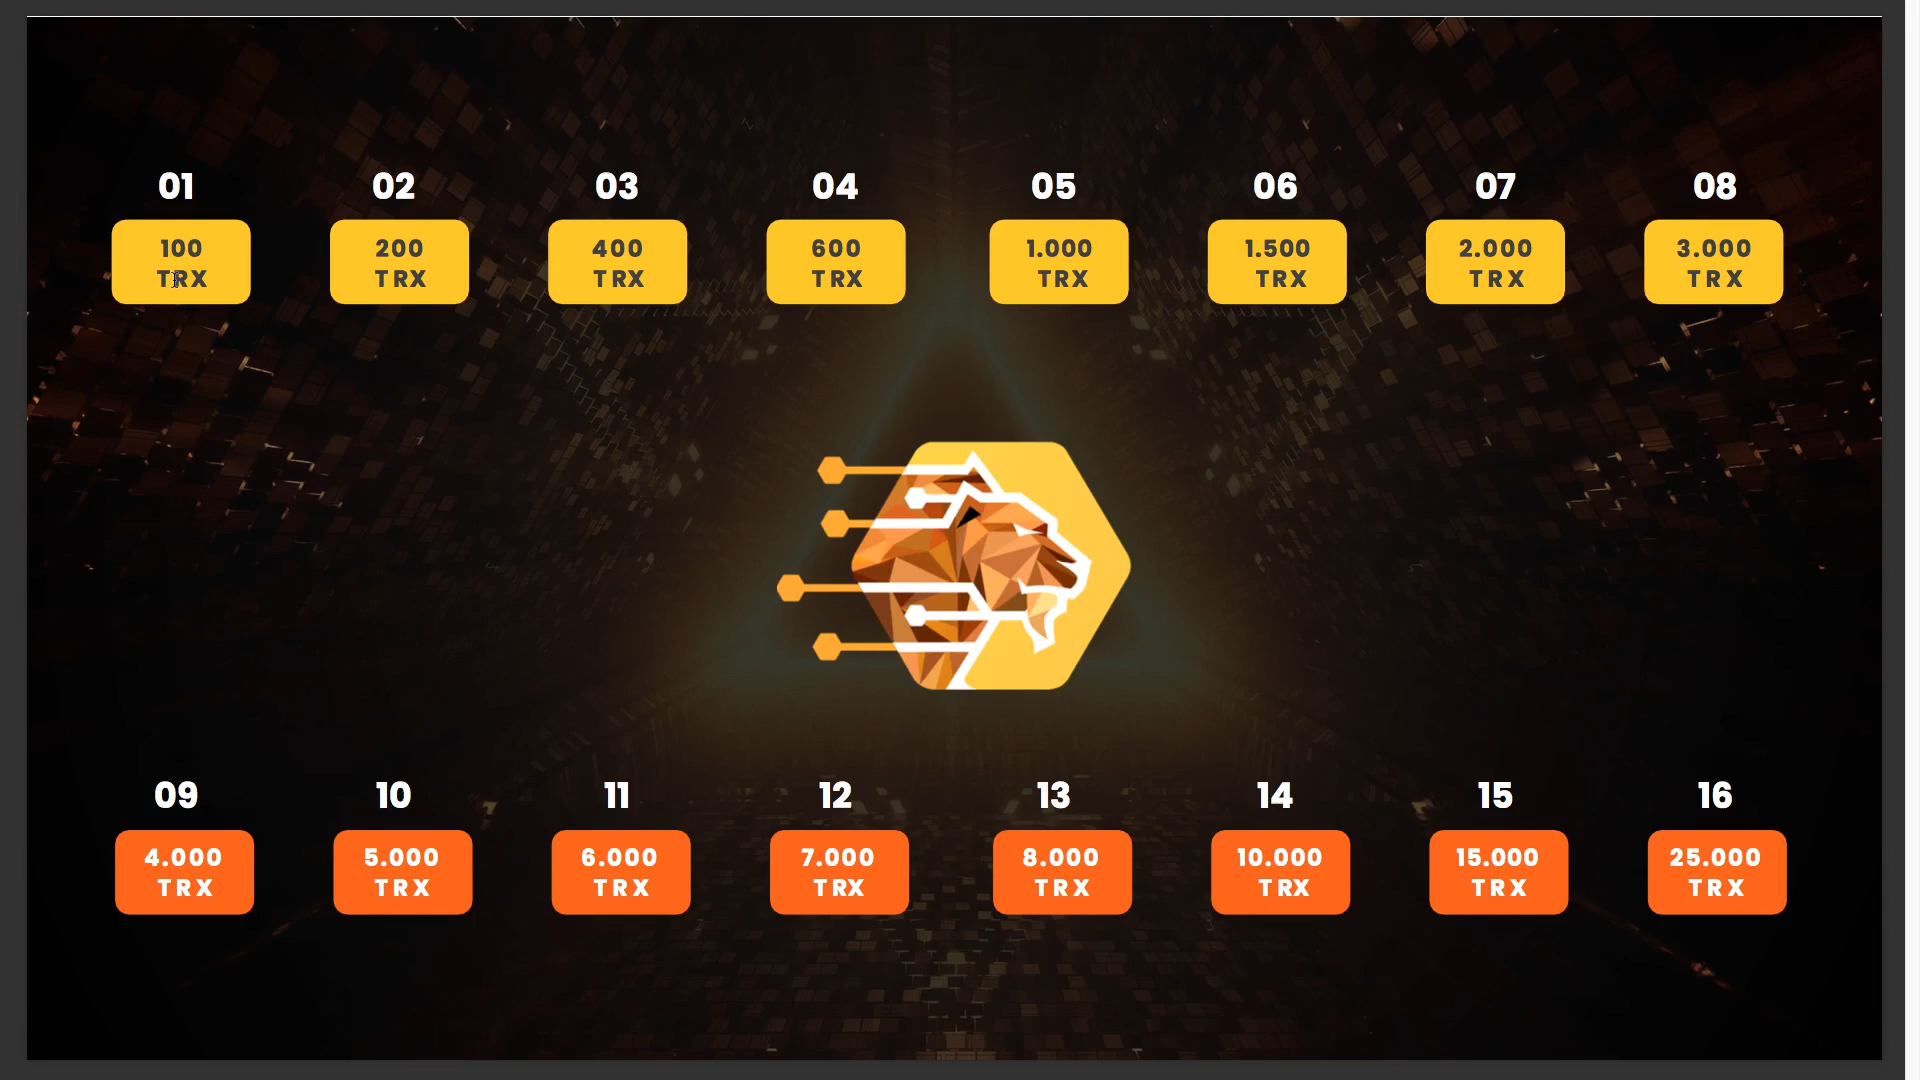 01 02 03 04 05 06 07 08
100 200 400 600 1.000 1.500 2.000 3.000
TRX TRX TRX TRX TRX TRX TRX TRX
09 10 11 12 13 14 15 16
4.000 5.000 6.000 7.000 8.000 10.000 15.000 25.000
TRX TRX TRX TRX TRX TRX TRX TRX